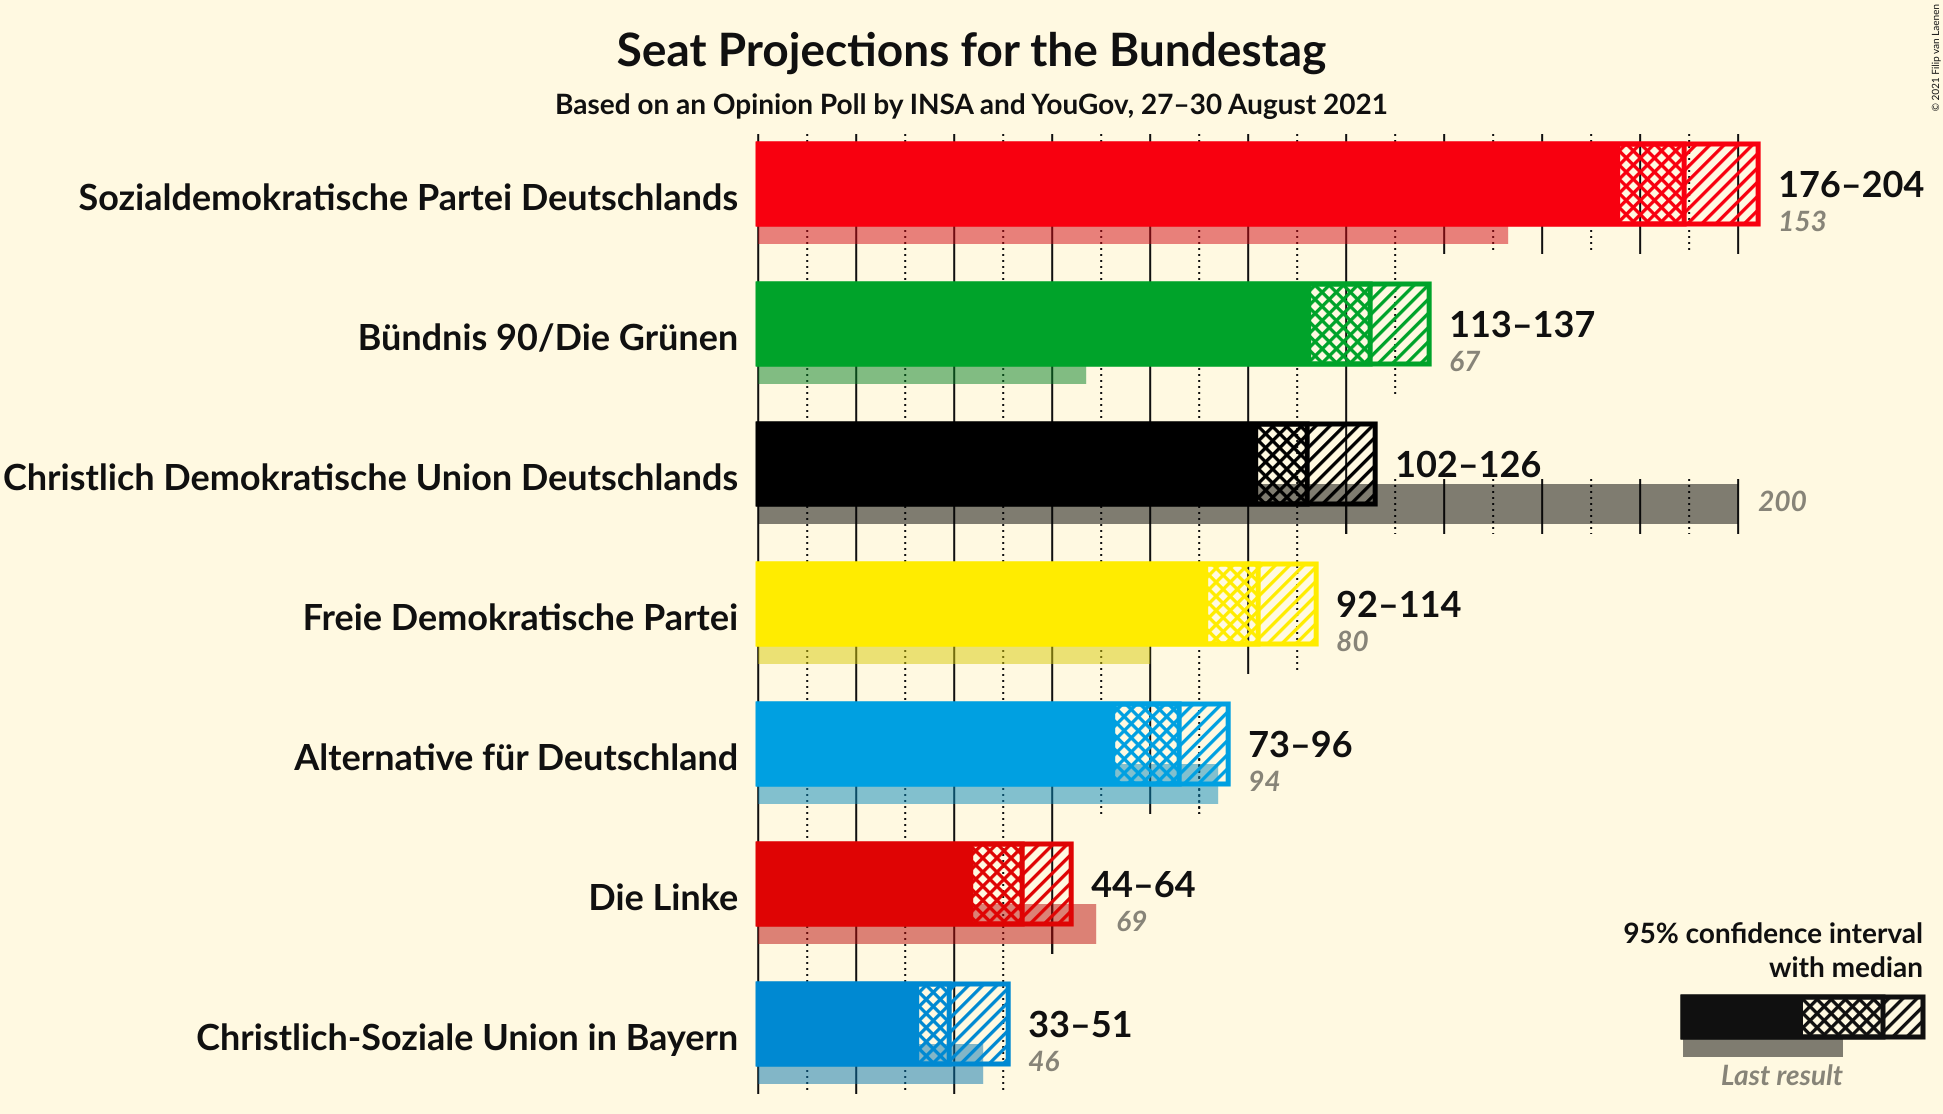 Seat Projections for the Bundestag
Based on an Opinion Poll by INSA and YouGov, 27–30 August 2021
© 2021 Filip van Laenen
Sozialdemokratische Partei Deutschlands
176–204
153
Bündnis 90/Die Grünen
113–137
67
Christlich Demokratische Union Deutschlands
102–126
200
Freie Demokratische Partei
92–114
80
Alternative für Deutschland
73–96
94
Die Linke
44–64
69
Christlich-Soziale Union in Bayern
33–51
46
95% confidence interval
with median
Last result